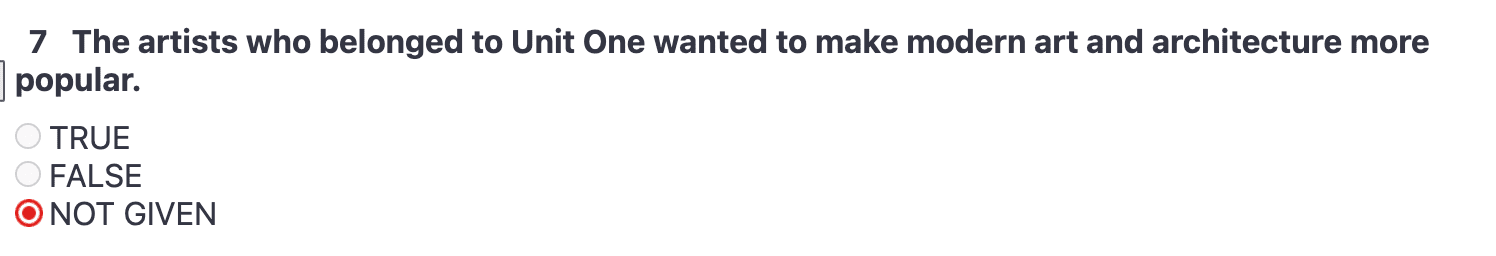 7 The artists who belonged to Unit One wanted to make modern art and architecture more
popular.
TRUE
FALSE
NOT GIVEN